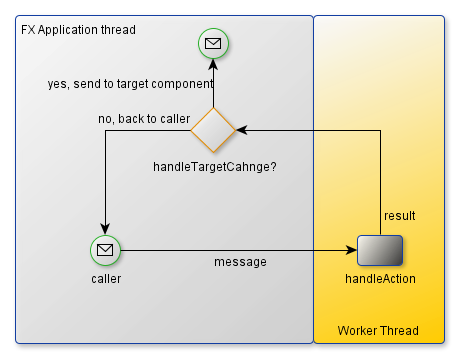 FX Application thread
yes, send to target component
no, back to caller
handleTargetCahnge?
result
caller
message
handleAction
Worker Thread